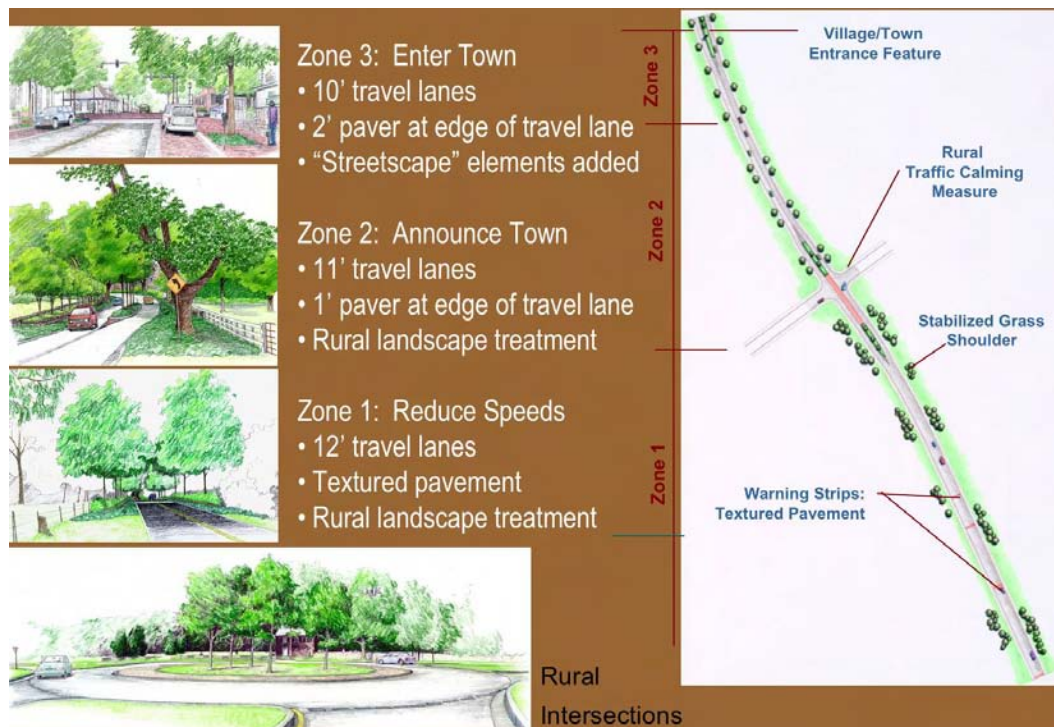 Zone 3: Enter Town
• 10' travel lanes
• 2' paver at edge of travel lane
• “Streetscape” elements added
Zone 2: Announce Town
• 11' travel lanes
• 1' paver at edge of travel lane
• Rural landscape treatment
Zone 1: Reduce Speeds
• 12' travel lanes
• Textured pavement
• Rural landscape treatment
Rural
Intersections
Zone 3
Zone 2
Zone 1
Village/Town
Entrance Feature
Rural
Traffic Calming
Measure
Stabilized Grass
Shoulder
Warning Strips:
Textured Pavement